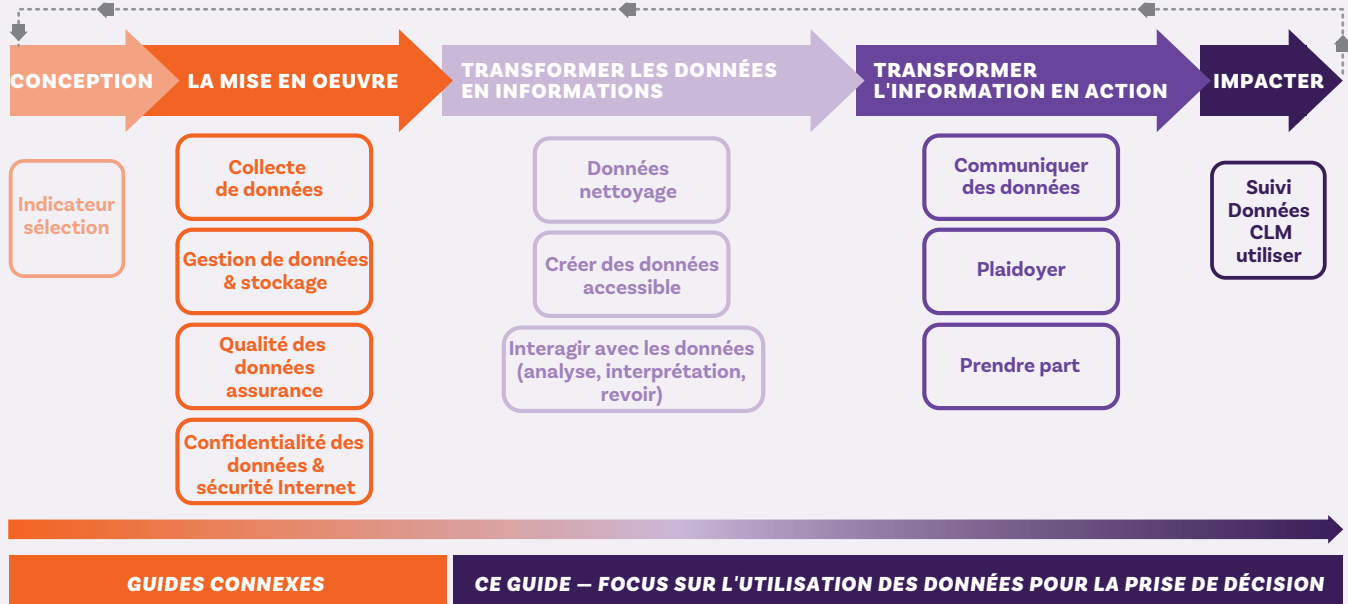 CONCEPTION
LA MISE EN OEUVRE
TRANSFORMER LES DONNÉES
EN INFORMATIONS
TRANSFORMER
L'INFORMATION EN ACTION
IMPACTER
Indicateur
sélection
Collecte
de données
Gestion de données
& stockage
Qualité des
données
assurance
Confidentialité des
données &
sécurité Internet
Données
nettoyage
Créer des données
accessible
Interagir avec les données
(analyse, interprétation,
revoir)
Communiquer
des données
Plaidoyer
Prendre part
Suivi
Données
CLM
utiliser
GUIDES CONNEXES
CE GUIDE – FOCUS SUR L'UTILISATION DES DONNÉES POUR LA PRISE DE DÉCISION